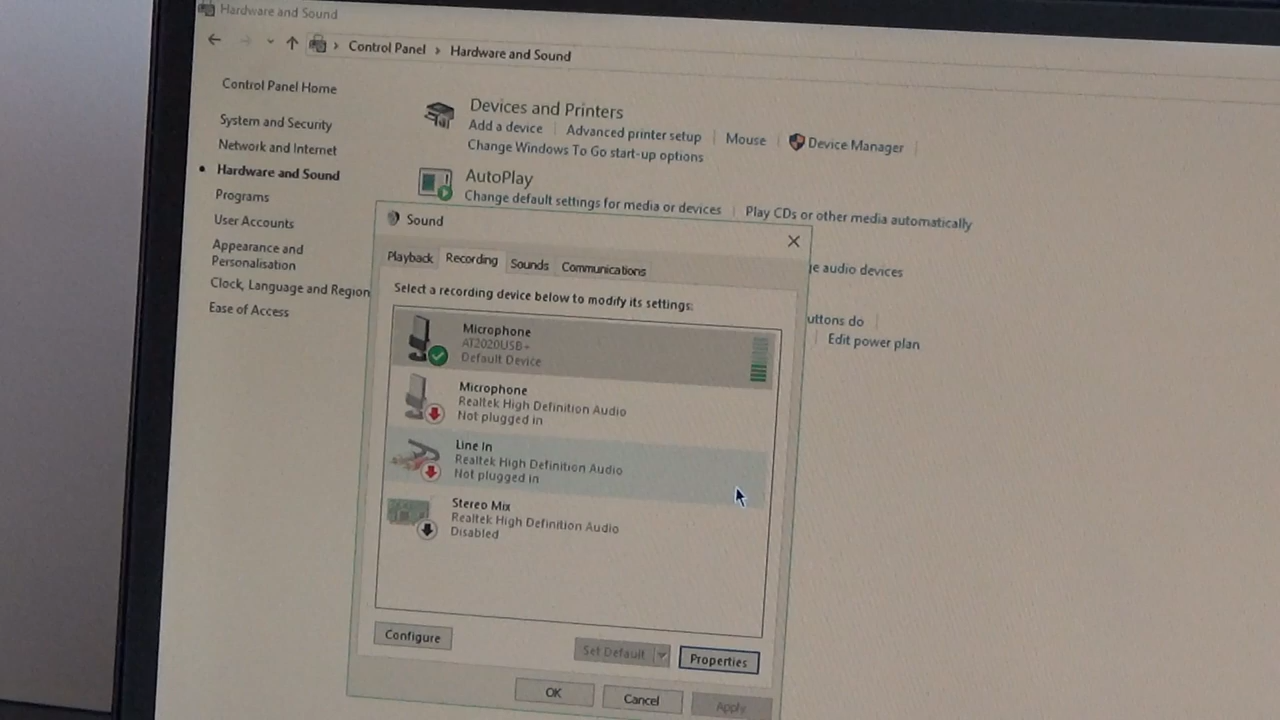 Hardware and Sound
Control Panel > Hardware and Sound
Control Panel Home
System and Security
Network and Internet
Hardware and Sound
Programs
User Accounts
Appearance and
Personalisation
Clock, Language and Region
Ease of Access
Devices and Printers
Add a device
Advanced printer setup
Mouse
Device Manager
Change Windows To Go start-up options
AutoPlay
Change default settings for media or devices
Play CDs or other media automatically
audio devices
do
Edit power plan
Sound
Playback
Recording
Sounds
Communications
Select a recording device below to modify its settings:
Microphone
AT2020USB+
Default Device
Microphone
Realtek High Definition Audio
Not plugged in
Line In
Realtek High Definition Audio
Not plugged in
Stereo Mix
Realtek High Definition Audio
Disabled
Configure
Set Default
Properties
OK
Cancel
Apply